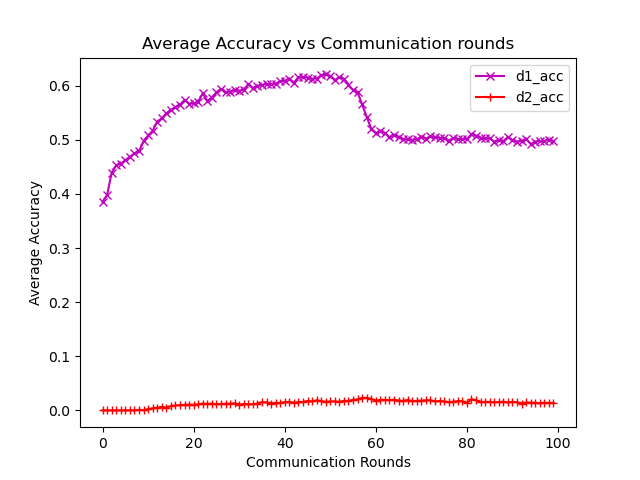 Average Accuracy vs Communication rounds
d1_acc
d2_acc
0.6
0.5
0.4
0.3
0.2
0.1
0.0
Average Accuracy
0 20 40 60 80 100
Communication Rounds